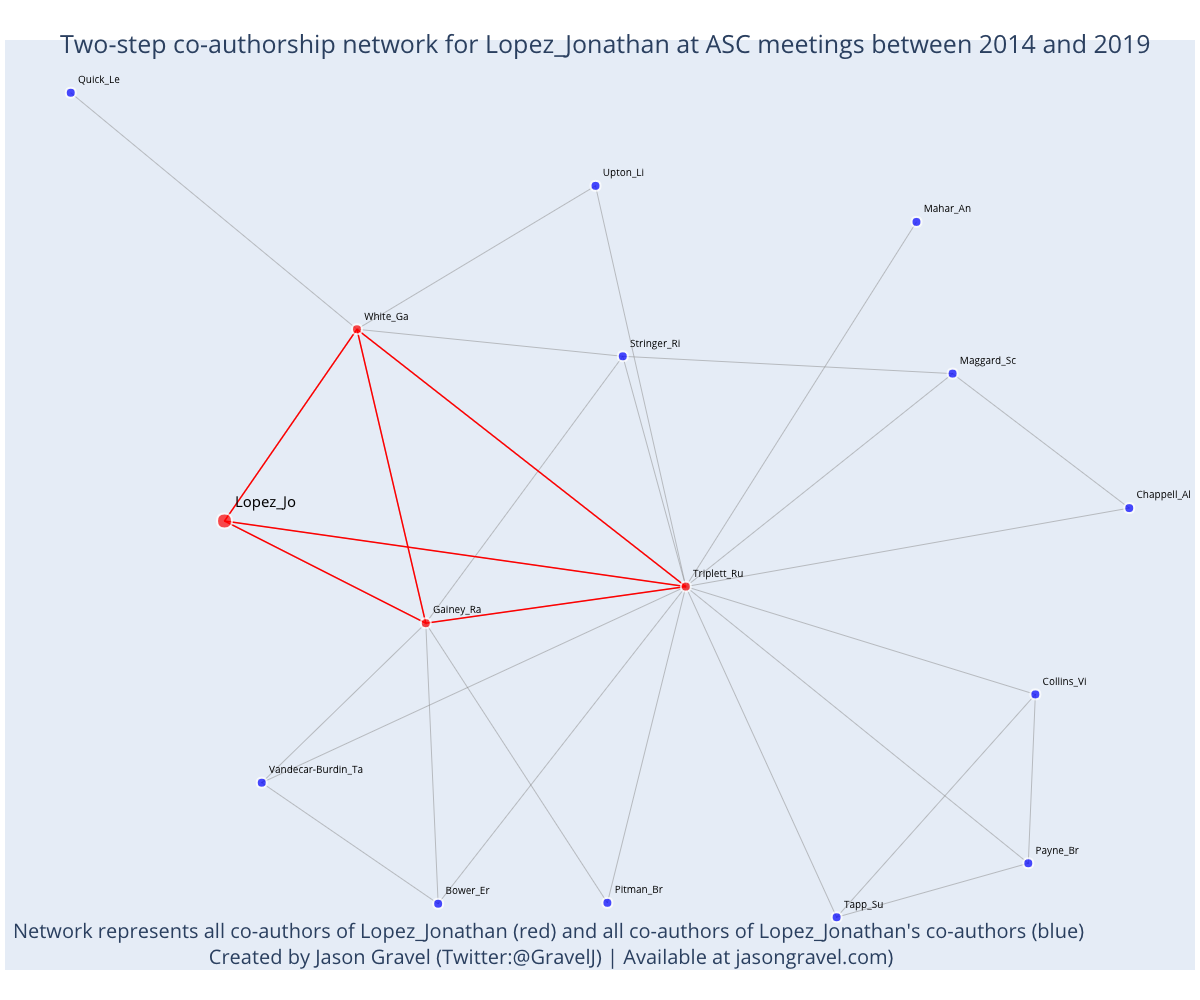 Two-step co-authorship network for Lopez_Jonathan at ASC meetings between 2014 and 2019
Quick_Le
Upton_Li
Mahar_An
White_Ga
Stringer_Ri
Maggard_Sc
Chappell_Al
Lopez_Jo
Triplett_Ru
Gainey_Ra
Collins_Vi
Vandecar-Burdin_Ta
Payne_Br
Bower_Er
Pitman_Br
Tapp_Su
Network represents all co-authors of Lopez_Jonathan (red) and all co-authors of Lopez_Jonathan's co-authors (blue)
Created by Jason Gravel (Twitter:@GravelJ) | Available at jasongravel.com)